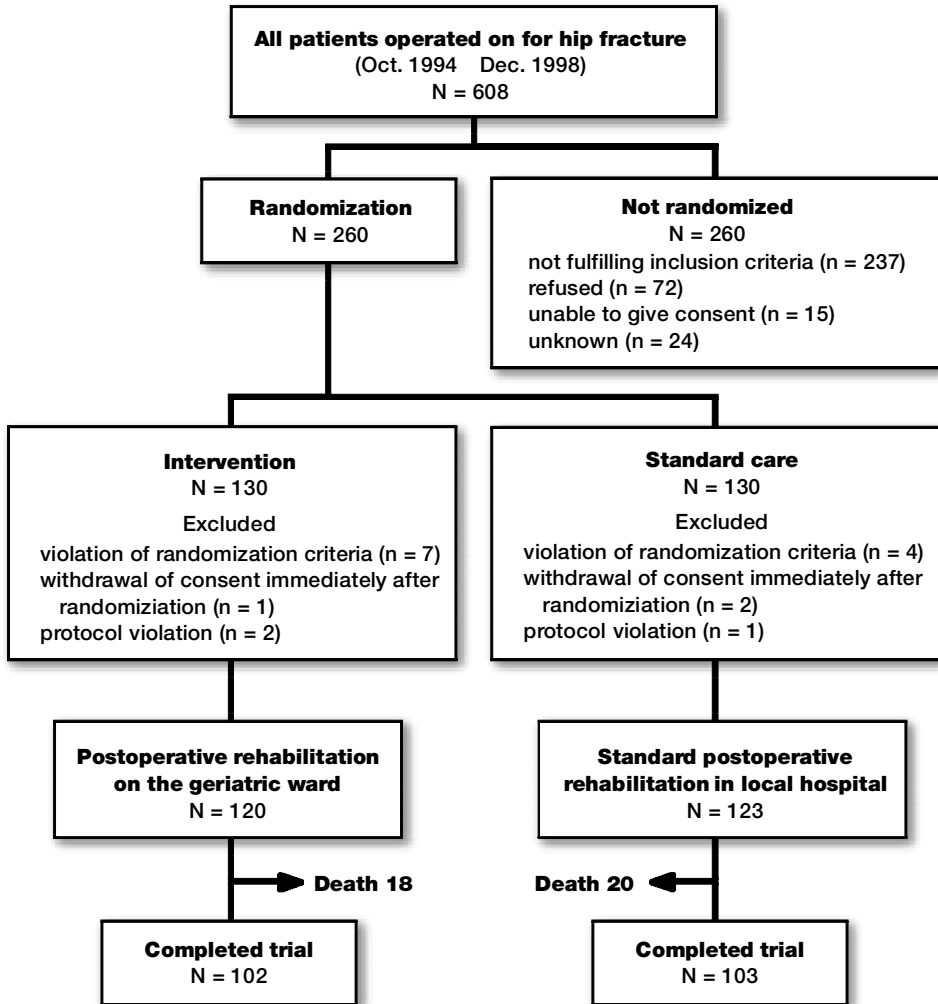 All patients operated on for hip fracture
(Oct. 1994 Dec. 1998)
N = 608
Randomization
N = 260
Not randomized
N = 260
not fulfilling inclusion criteria (n = 237)
refused (n = 72)
unable to give consent (n = 15)
unknown (n = 24)
Intervention
N = 130
Excluded
violation of randomization criteria (n = 7)
withdrawal of consent immediately after
randomiziation (n = 1)
protocol violation (n = 2)
Standard care
N = 130
Excluded
violation of randomization criteria (n = 4)
withdrawal of consent immediately after
randomiziation (n = 2)
protocol violation (n = 1)
Postoperative rehabilitation
on the geriatric ward
N = 120
Standard postoperative
rehabilitation in local hospital
N = 123
Death 18
Death 20
Completed trial
N = 102
Completed trial
N = 103